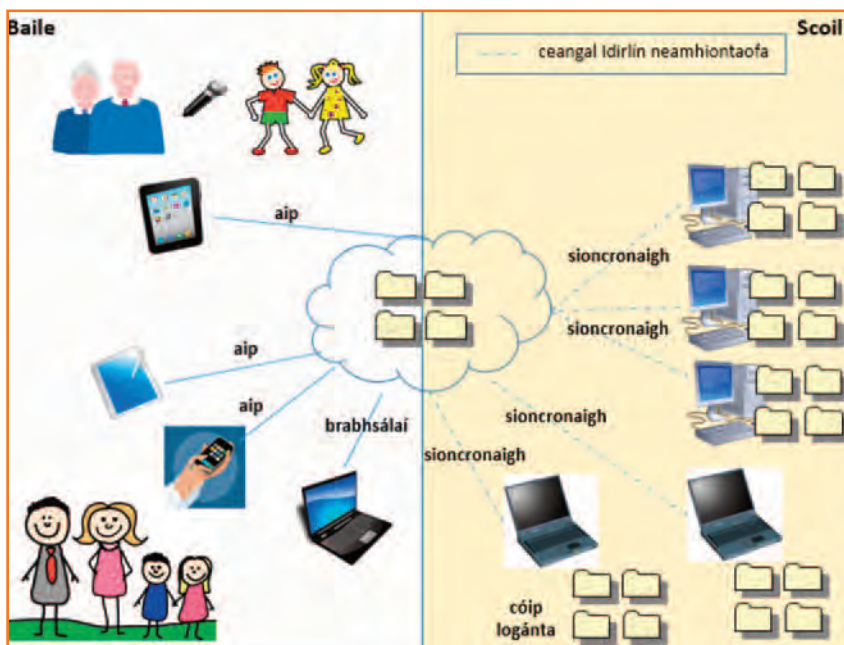 Baile
Scoil
ceangal Idirlín neamhiontaofa
aip
sioncronaigh
sioncronaigh
aip
aip
brabhsálaí
sioncronaigh
sioncronaigh
cóip
logánta